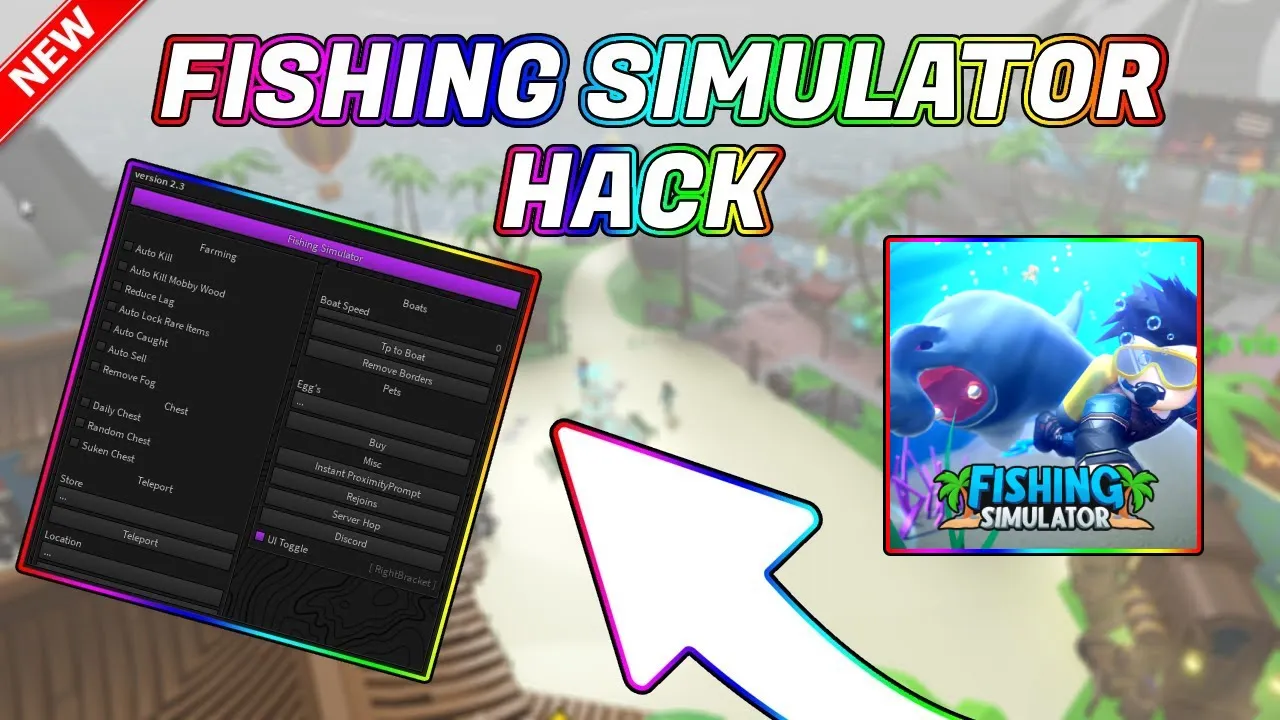 NEW
FISHING SIMULATOR
HACK
version 2.3
Fishing Simulator
Farming
Auto Kill
Auto Kill Mobby Wood
Reduce Lag
Auto Lock Rare Items
Auto Caught
Auto Sell
Remove Fog
Chest
Daily Chest
Random Chest
Suken Chest
Teleport
Store
...
Teleport
Location
...
Boats
Boat Speed
0
Tp to Boat
Remove Borders
Pets
Egg's
...
Buy
Misc
Instant ProximityPrompt
Rejoins
Server Hop
Discord
UI Toggle
[ RightBracket ]
FISHING
SIMULATOR